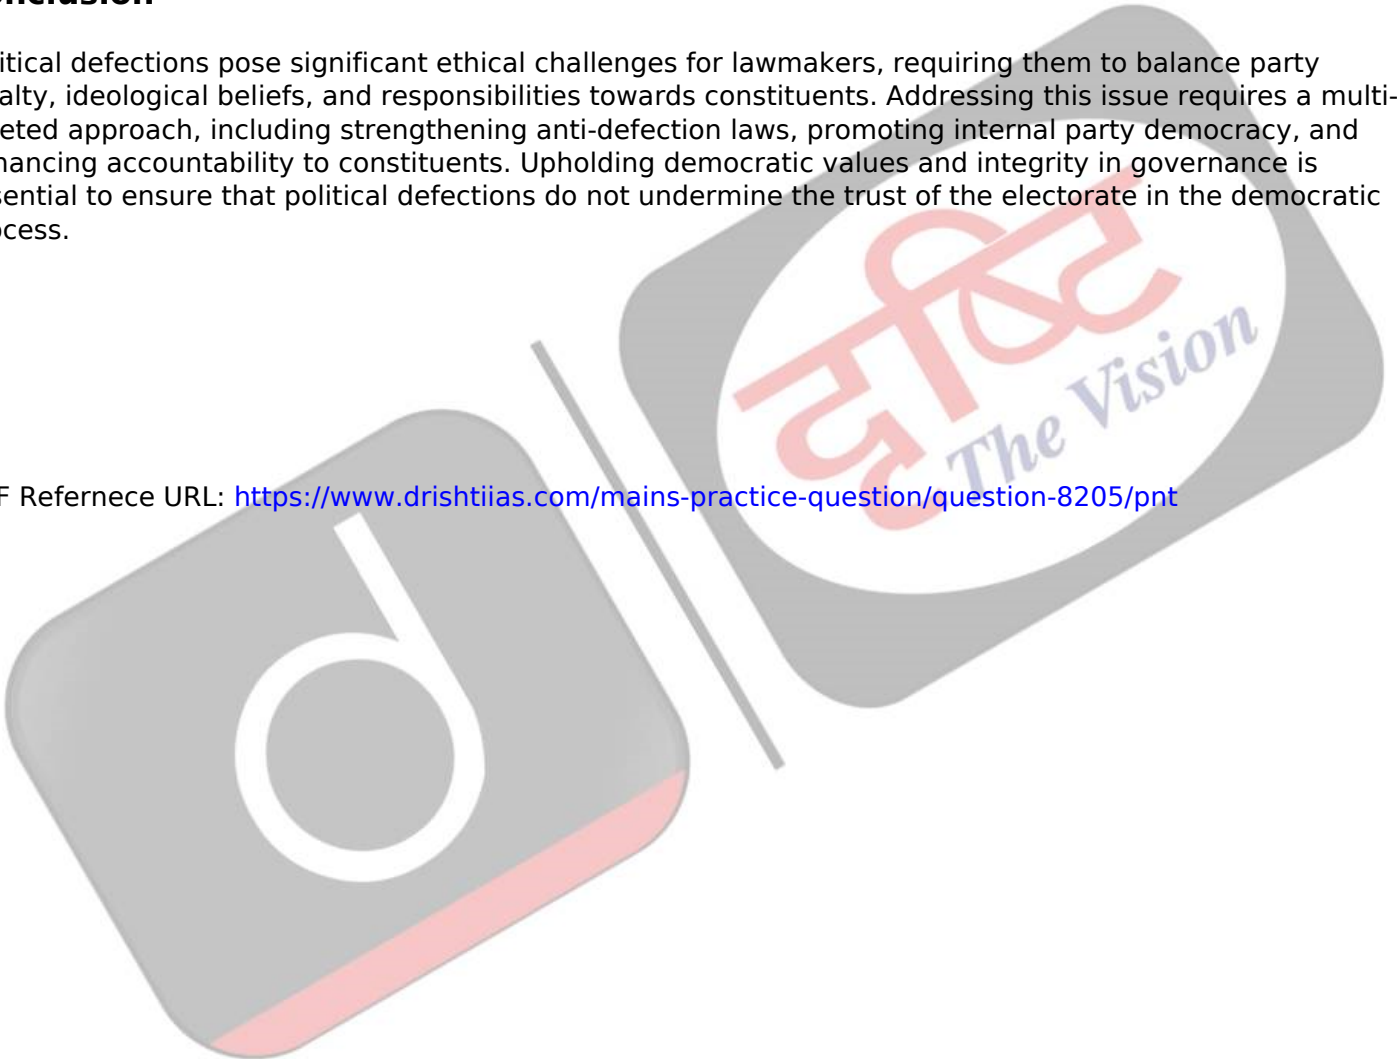 onclusion
itical defections pose significant ethical challenges for lawmakers, requiring them to balance party
alty, ideological beliefs, and responsibilities towards constituents. Addressing this issue requires a multi-
eted approach, including strengthening anti-defection laws, promoting internal party democracy, and
hancing accountability to constituents. Upholding democratic values and integrity in governance is
sential to ensure that political defections do not undermine the trust of the electorate in the democratic
ocess.
दृष्टि
The Vision
F Refernece URL: https://www.drishtiias.com/mains-practice-question/question-8205/pnt
d